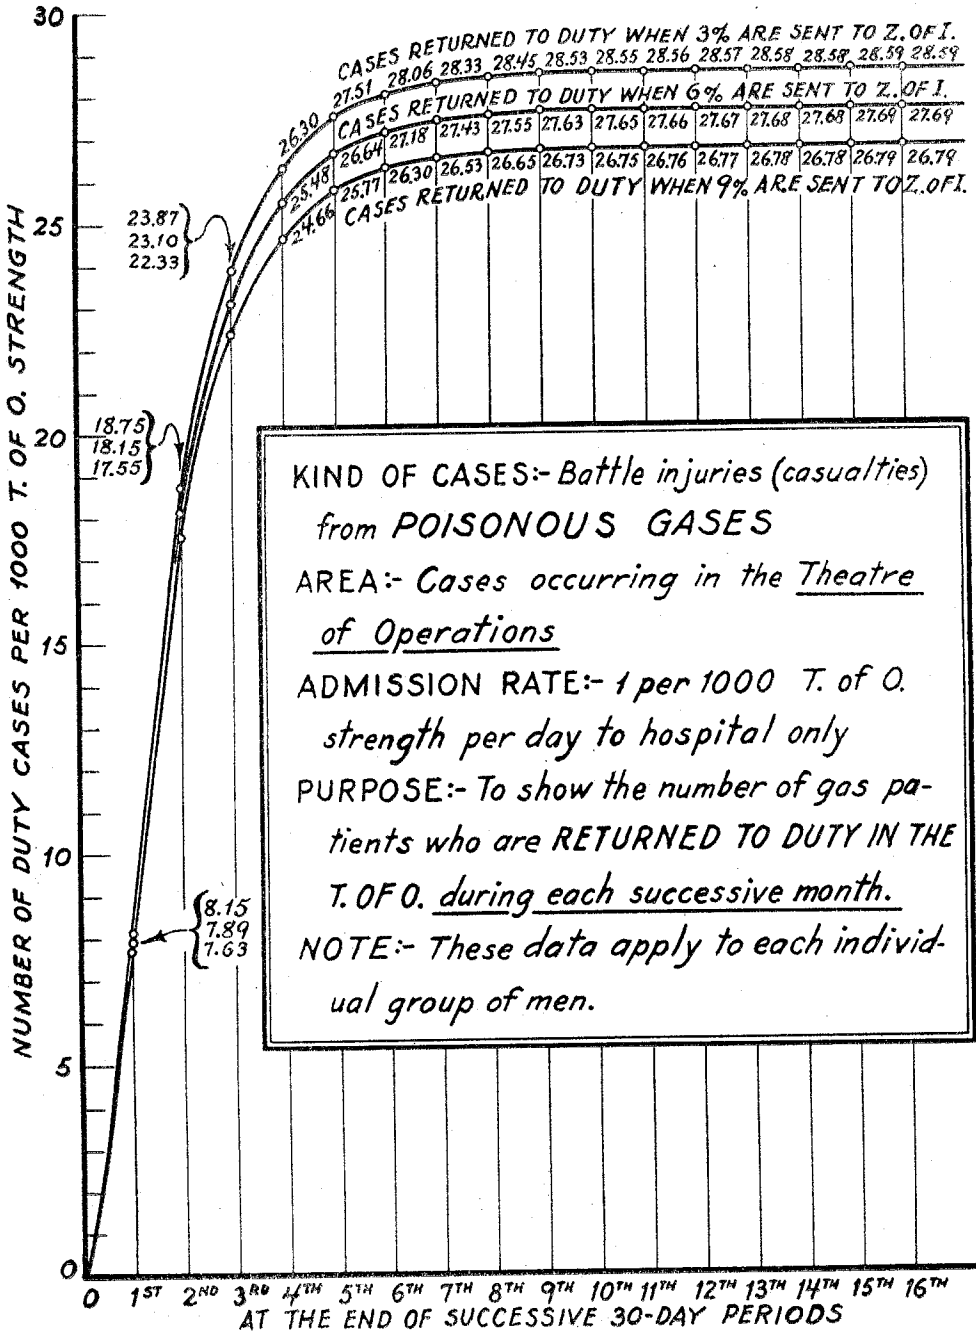 30
CASES RETURNED TO DUTY WHEN 3% ARE SENT TO Z. OF I.
26.30 27.51 28.06 28.33 28.45 28.53 28.55 28.56 28.57 28.58 28.58 28.59 28.59
CASES RETURNED TO DUTY WHEN 6% ARE SENT TO Z. OF I.
25.48 26.64 27.18 27.43 27.55 27.63 27.65 27.66 27.67 27.68 27.68 27.69 27.69
24.66 25.77 26.30 26.53 26.65 26.73 26.75 26.76 26.77 26.78 26.78 26.79 26.79
CASES RETURNED TO DUTY WHEN 9% ARE SENT TO Z. OF I.
23.87
23.10
22.33
25
NUMBER OF DUTY CASES PER 1000 T. OF O. STRENGTH
18.75
18.15
17.55
20
KIND OF CASES:- Battle injuries (casualties)
from POISONOUS GASES
AREA:- Cases occurring in the Theatre
of Operations
15
ADMISSION RATE:- 1 per 1000 T. of O.
strength per day to hospital only
PURPOSE:- To show the number of gas pa-
tients who are RETURNED TO DUTY IN THE
T. OF O. during each successive month.
NOTE:- These data apply to each individ-
ual group of men.
10
8.15
7.89
7.63
5
0
0 1ST 2ND 3RD 4TH 5TH 6TH 7TH 8TH 9TH 10TH 11TH 12TH 13TH 14TH 15TH 16TH
AT THE END OF SUCCESSIVE 30-DAY PERIODS